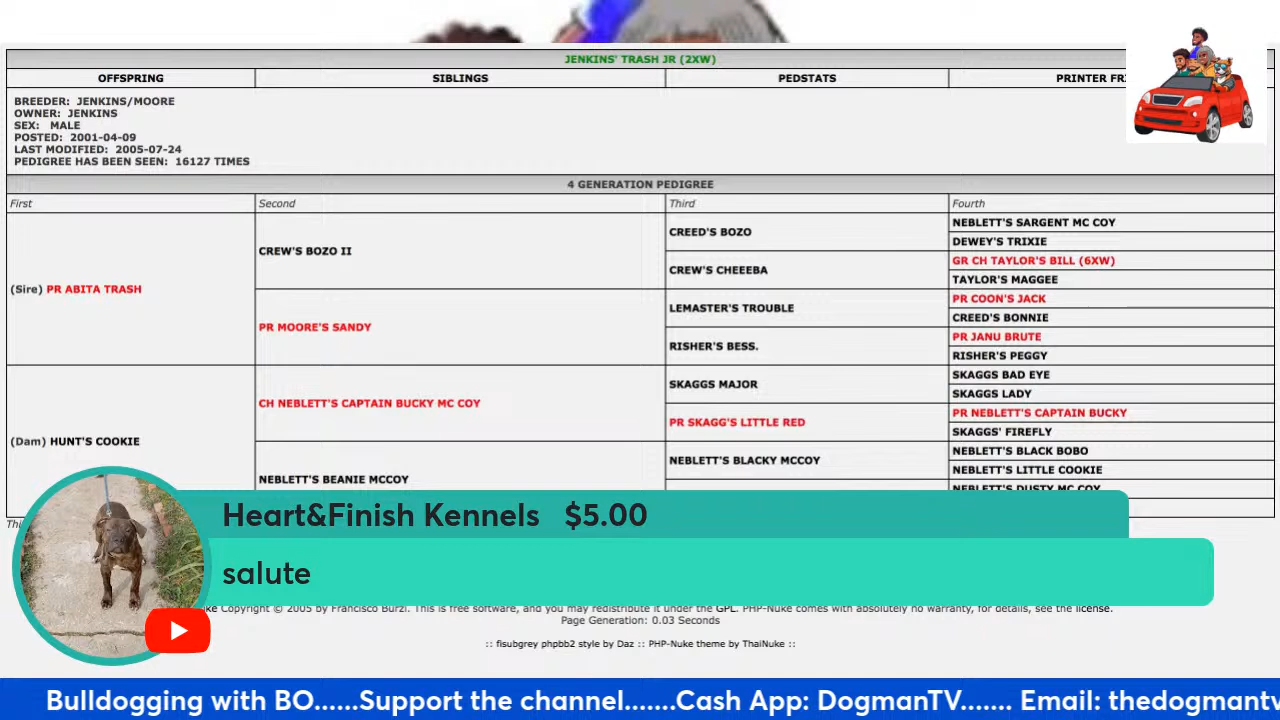 JENKINS' TRASH JR (2XW)
OFFSPRING SIBLINGS PEDSTATS PRINTER FRI
BREEDER: JENKINS/MOORE
OWNER: JENKINS
SEX: MALE
POSTED: 2001-04-09
LAST MODIFIED: 2005-07-24
PEDIGREE HAS BEEN SEEN: 16127 TIMES
4 GENERATION PEDIGREE
First Second Third Fourth
(Sire) PR ABITA TRASH
CREW'S BOZO II
PR MOORE'S SANDY
CREED'S BOZO
CREW'S CHEEEBA
LEMASTER'S TROUBLE
RISHER'S BESS.
NEBLETT'S SARGENT MC COY
DEWEY'S TRIXIE
GR CH TAYLOR'S BILL (6XW)
TAYLOR'S MAGGEE
PR COON'S JACK
CREED'S BONNIE
PR JANU BRUTE
RISHER'S PEGGY
(Dam) HUNT'S COOKIE
CH NEBLETT'S CAPTAIN BUCKY MC COY
NEBLETT'S BEANIE MCCOY
SKAGGS MAJOR
PR SKAGG'S LITTLE RED
NEBLETT'S BLACKY MCCOY
SKAGGS BAD EYE
SKAGGS LADY
PR NEBLETT'S CAPTAIN BUCKY
SKAGGS' FIREFLY
NEBLETT'S BLACK BOBO
NEBLETT'S LITTLE COOKIE
NEBLETT'S DUSTY MC COY
Heart&Finish Kennels $5.00
salute
Copyright © 2005 by Francisco Burzi. This is free software, and you may redistribute it under the GPL. PHP-Nuke comes with absolutely no warranty, for details, see the license.
Page Generation: 0.03 Seconds
:: fisubgrey phpbb2 style by Daz :: PHP-Nuke theme by ThaiNuke ::
Bulldogging with BO......Support the channel.......Cash App: DogmanTV....... Email: thedogmantv